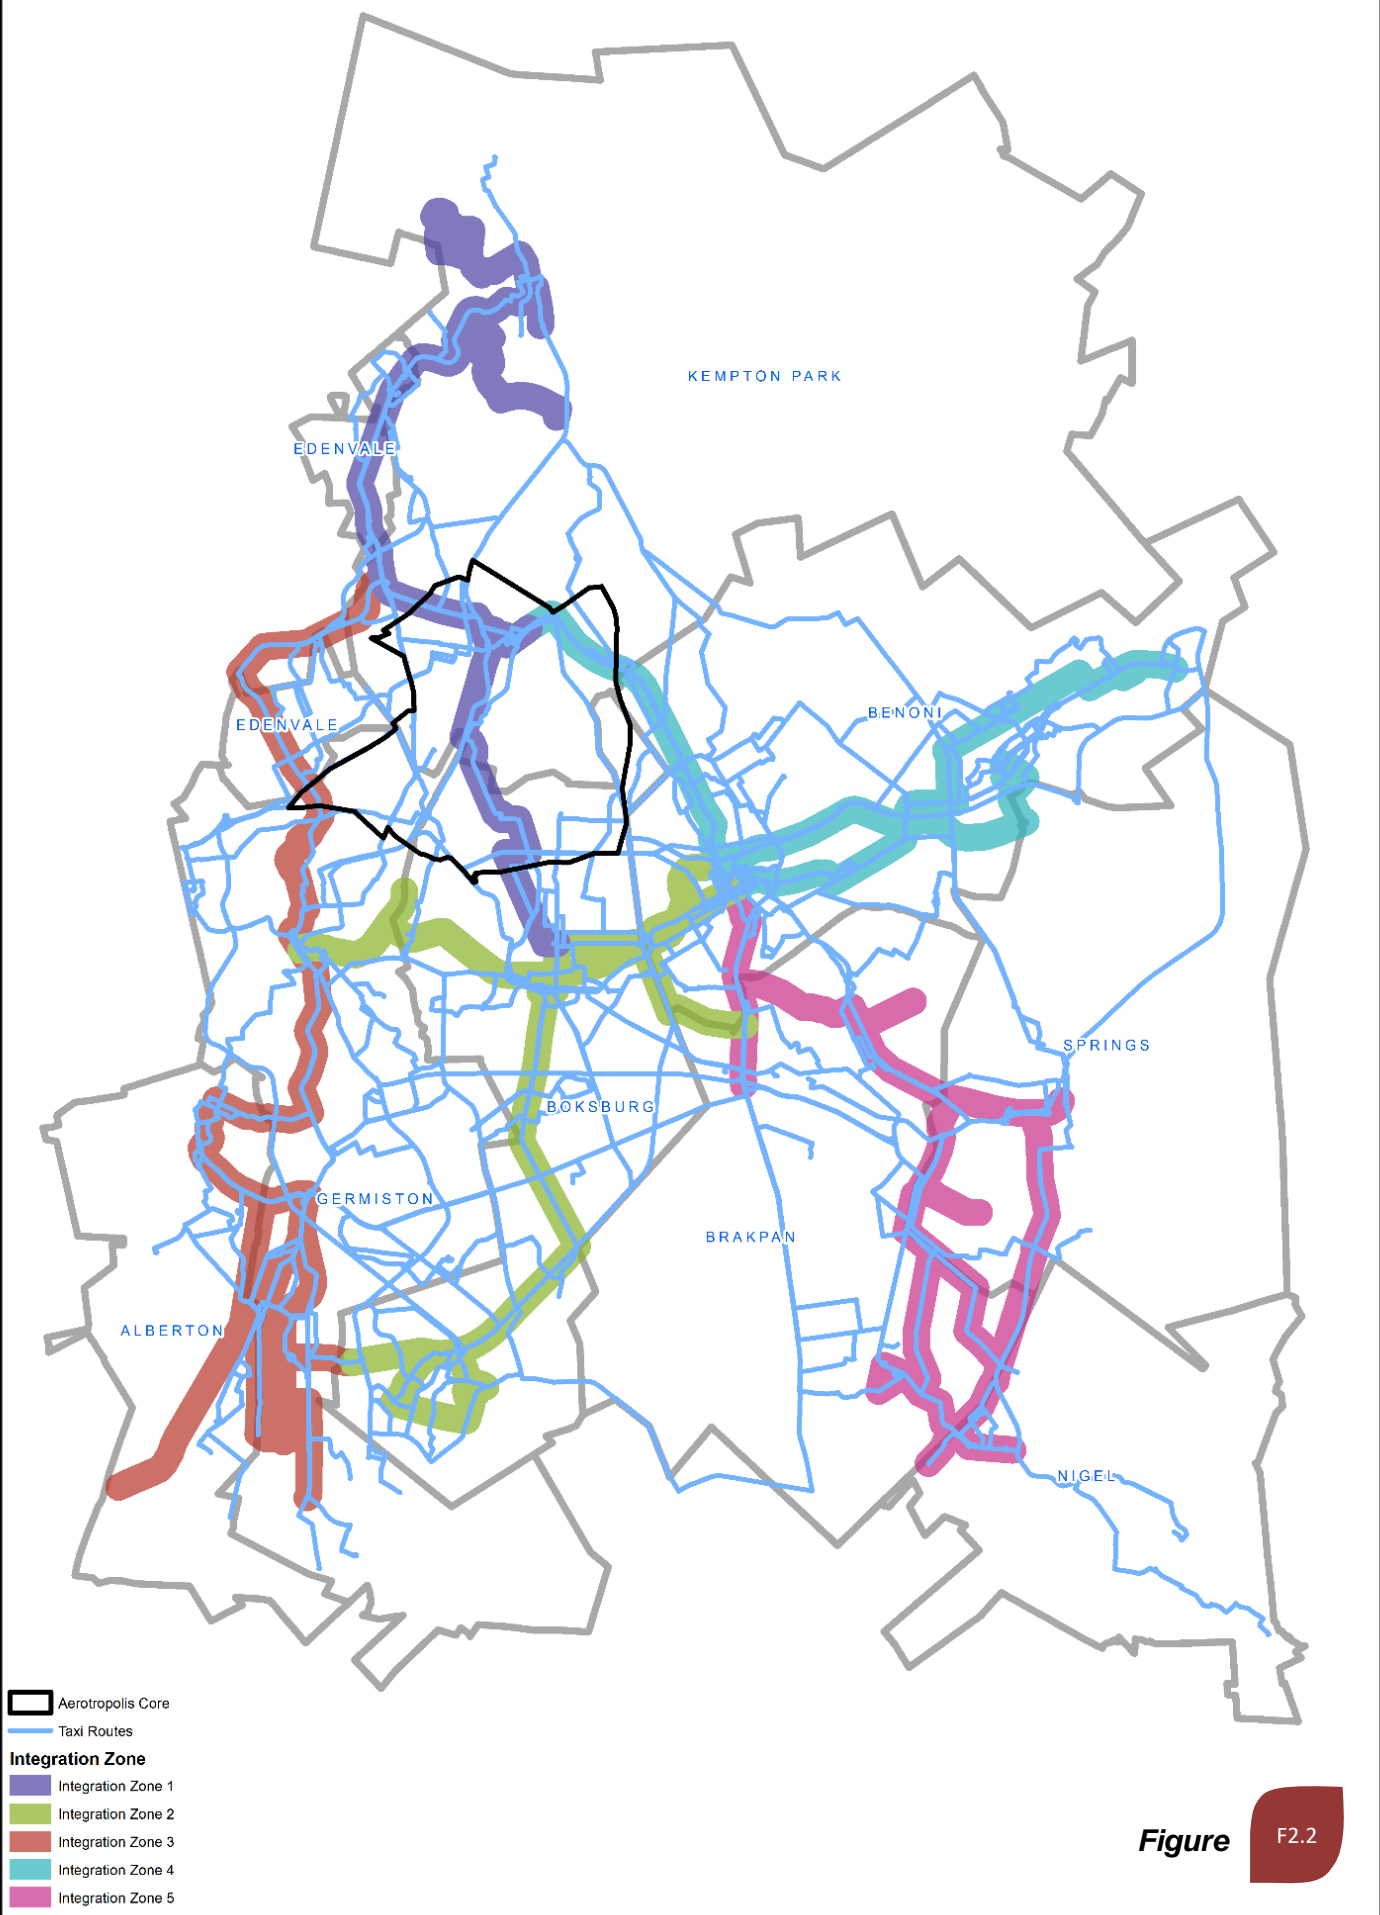 KEMPTON PARK
EDENVALE
BENONI
EDENVALE
SPRINGS
BOKSBURG
GERMISTON
BRAKPAN
ALBERTON
NIGEL
Aerotropolis Core
Taxi Routes
Integration Zone
Integration Zone 1
Integration Zone 2
Integration Zone 3
Integration Zone 4
Integration Zone 5
Figure F2.2